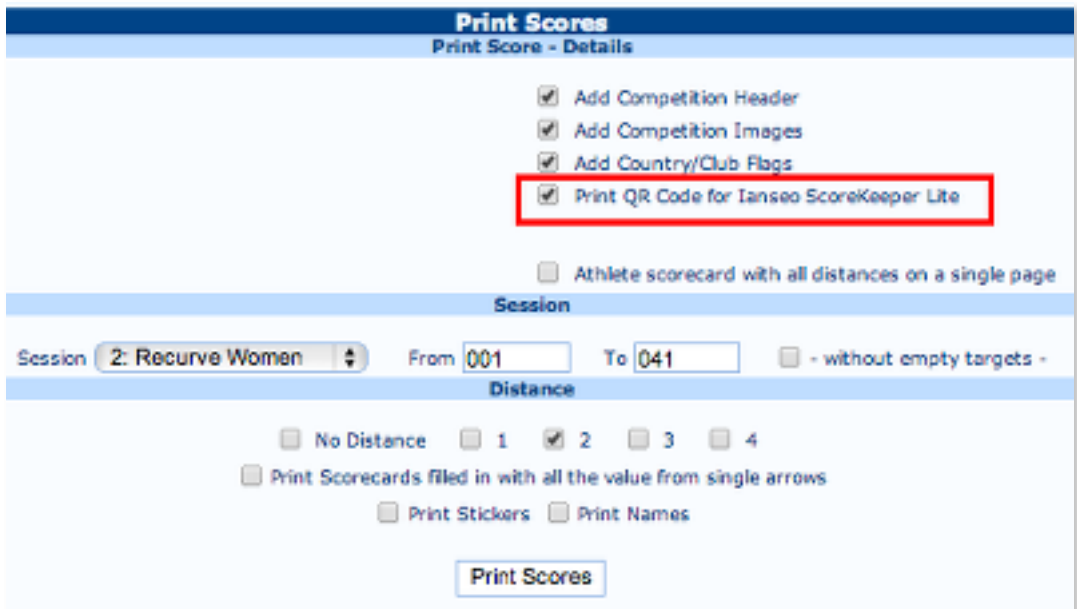 Print Scores
Print Score - Details
Add Competition Header
Add Competition Images
Add Country/Club Flags
Print QR Code for Ianseo ScoreKeeper Lite
Athlete scorecard with all distances on a single page
Session
Session 2: Recurve Women From 001 To 041 - without empty targets -
Distance
No Distance 1 2 3 4
Print Scorecards filled in with all the value from single arrows
Print Stickers Print Names
Print Scores